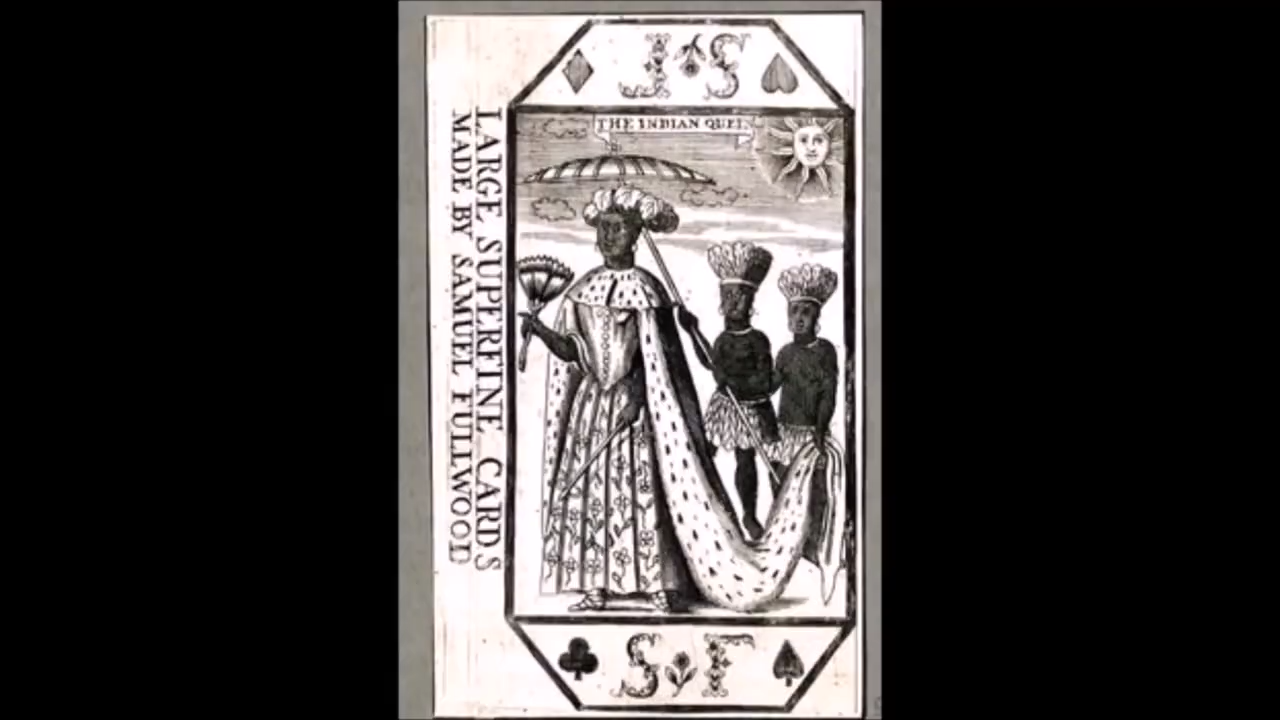 I S
THE INDIAN QUE
LARGE SUPERFINE CARDS
MADE BY SAMUEL FULLWOOD
S F